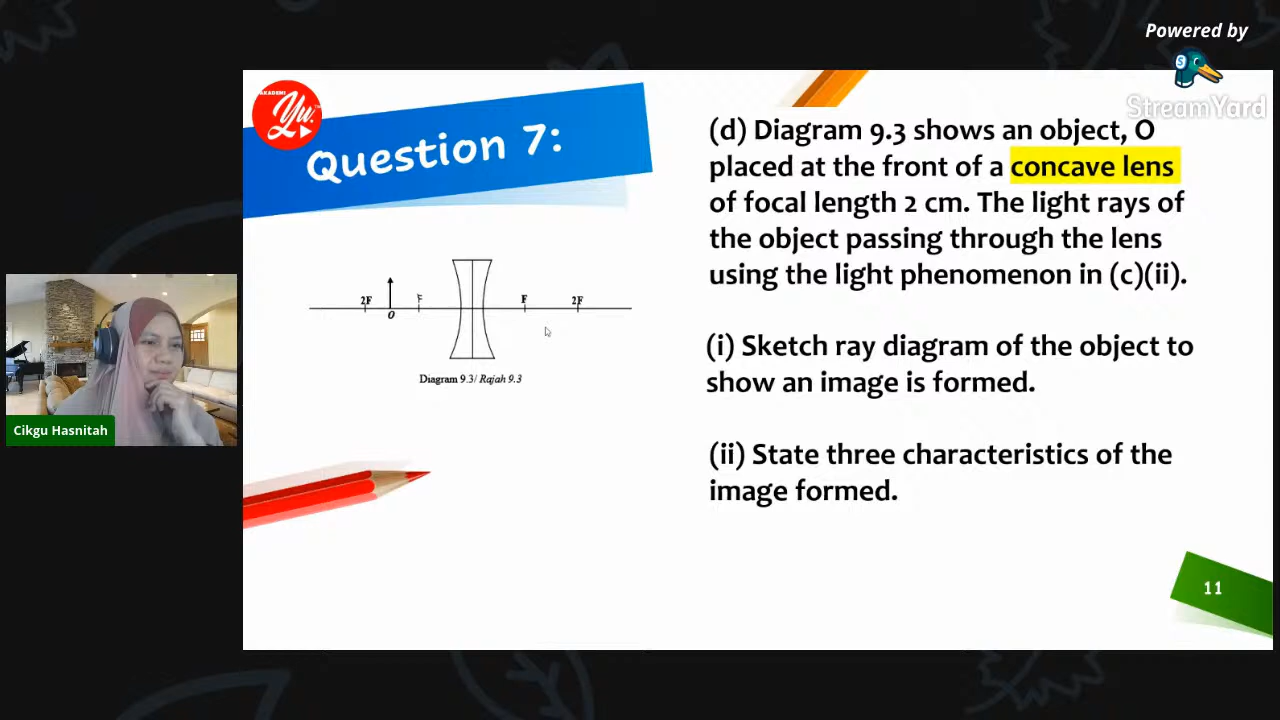 Powered by
StreamYard
AKADEMI
Yu.
Question 7:
(d) Diagram 9.3 shows an object, O
placed at the front of a concave lens
of focal length 2 cm. The light rays of
the object passing through the lens
using the light phenomenon in (c)(ii).
2F
F
F
2F
O
Diagram 9.3/ Rajah 9.3
(i) Sketch ray diagram of the object to
show an image is formed.
(ii) State three characteristics of the
image formed.
Cikgu Hasnitah
11